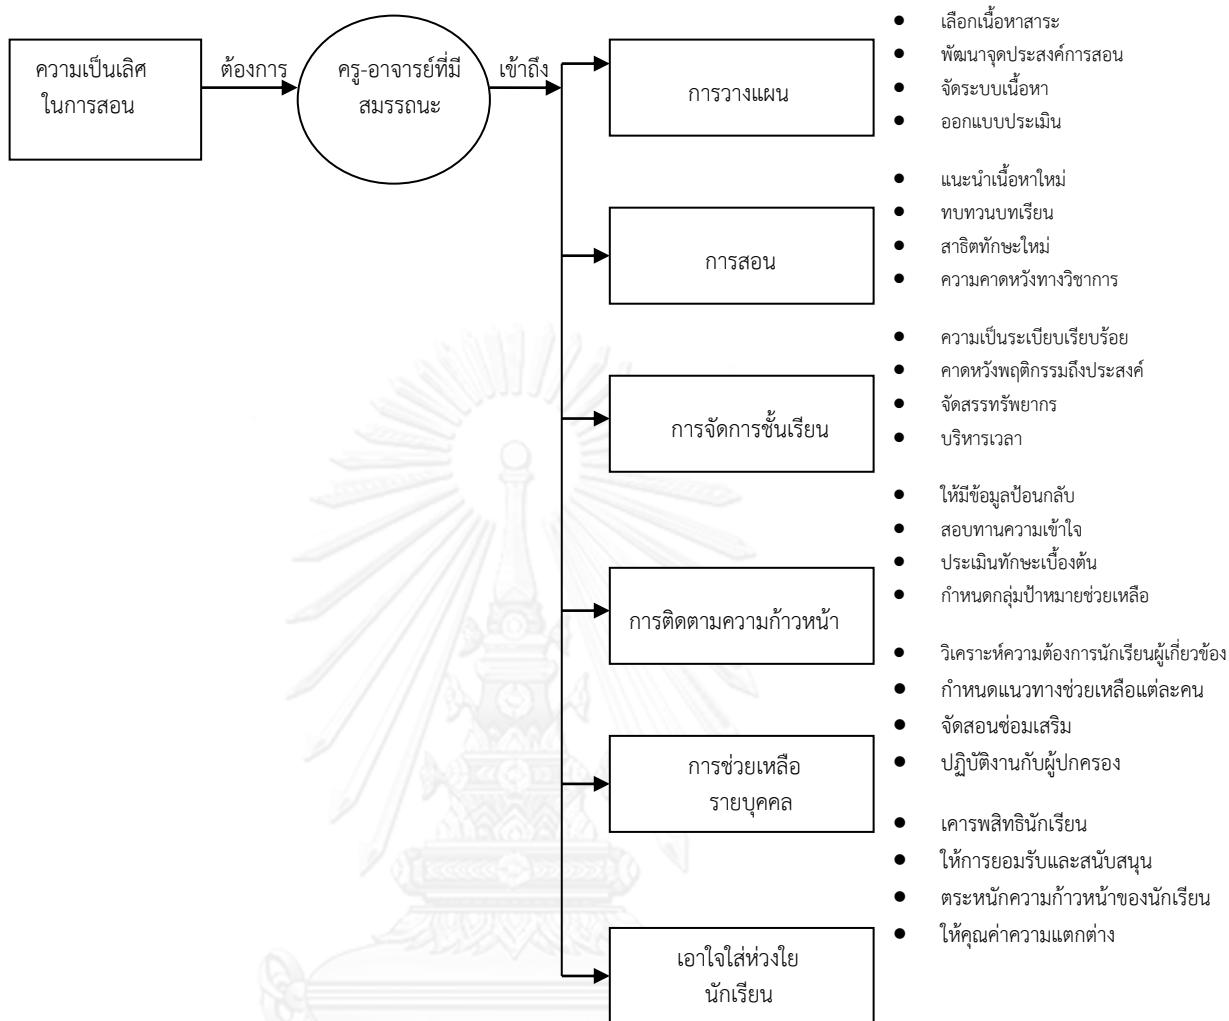 ความเป็นเลิศ
ในการสอน
ต้องการ
ครู-อาจารย์ที่มี
สมรรถนะ
เข้าถึง
การวางแผน
● เลือกเนื้อหาสาระ
● พัฒนาจุดประสงค์การสอน
● จัดระบบเนื้อหา
● ออกแบบประเมิน
การสอน
● แนะนำเนื้อหาใหม่
● ทบทวนบทเรียน
● สาธิตทักษะใหม่
● ความคาดหวังทางวิชาการ
การจัดการชั้นเรียน
● ความเป็นระเบียบเรียบร้อย
● คาดหวังพฤติกรรมถึงประสงค์
● จัดสรรทรัพยากร
● บริหารเวลา
การติดตามความก้าวหน้า
● ให้มีข้อมูลป้อนกลับ
● สอบทานความเข้าใจ
● ประเมินทักษะเบื้องต้น
● กำหนดกลุ่มป้าหมายช่วยเหลือ
การช่วยเหลือ
รายบุคคล
● วิเคราะห์ความต้องการนักเรียนผู้เกี่ยวข้อง
● กำหนดแนวทางช่วยเหลือแต่ละคน
● จัดสอนซ่อมเสริม
● ปฏิบัติงานกับผู้ปกครอง
เอาใจใส่ห่วงใย
นักเรียน
● เคารพสิทธินักเรียน
● ให้การยอมรับและสนับสนุน
● ตระหนักความก้าวหน้าของนักเรียน
● ให้คุณค่าความแตกต่าง